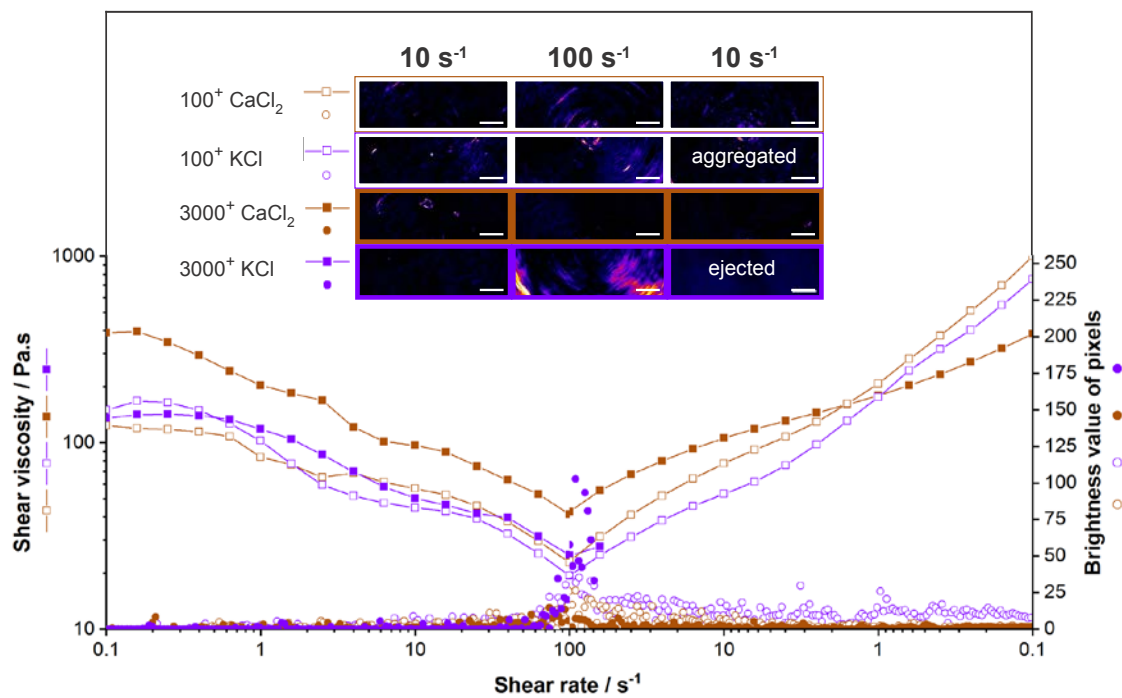 10 s⁻¹ 100 s⁻¹ 10 s⁻¹
100⁺ CaCl₂
100⁺ KCl
aggregated
3000⁺ CaCl₂
3000⁺ KCl
ejected
Shear viscosity / Pa.s
1000
100
10
250
225
200
175
150
125
100
75
50
25
0
Brightness value of pixels
0.1 1 10 100 10 1 0.1
Shear rate / s⁻¹